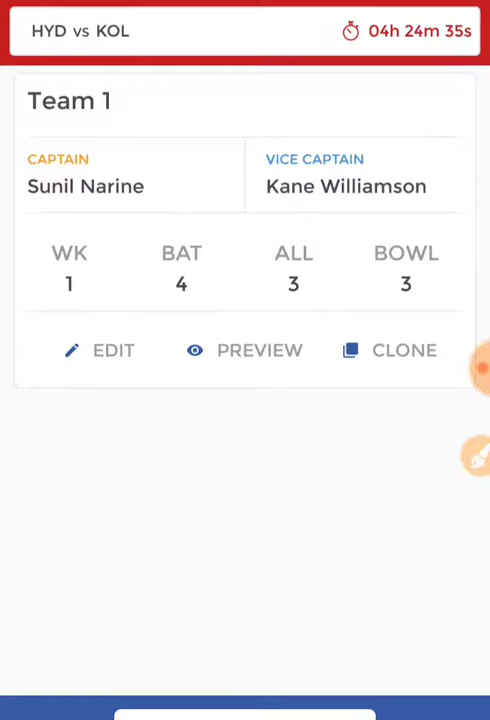 HYD vs KOL 04h 24m 35s
Team 1
CAPTAIN VICE CAPTAIN
Sunil Narine Kane Williamson
WK BAT ALL BOWL
1 4 3 3
EDIT PREVIEW CLONE